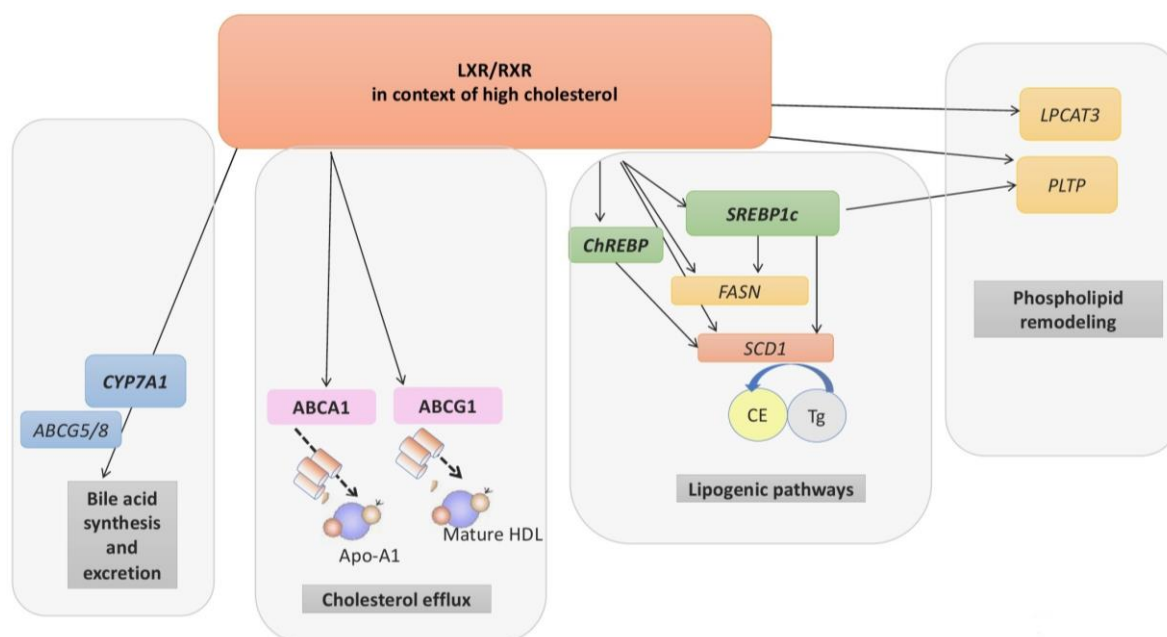 LXR/RXR
in context of high cholesterol
CYP7A1
ABCG5/8
Bile acid
synthesis
and
excretion
ABCA1
ABCG1
Apo-A1
Mature HDL
Cholesterol efflux
SREBP1c
ChREBP
FASN
SCD1
CE
Tg
Lipogenic pathways
LPCAT3
PLTP
Phospholipid
remodeling